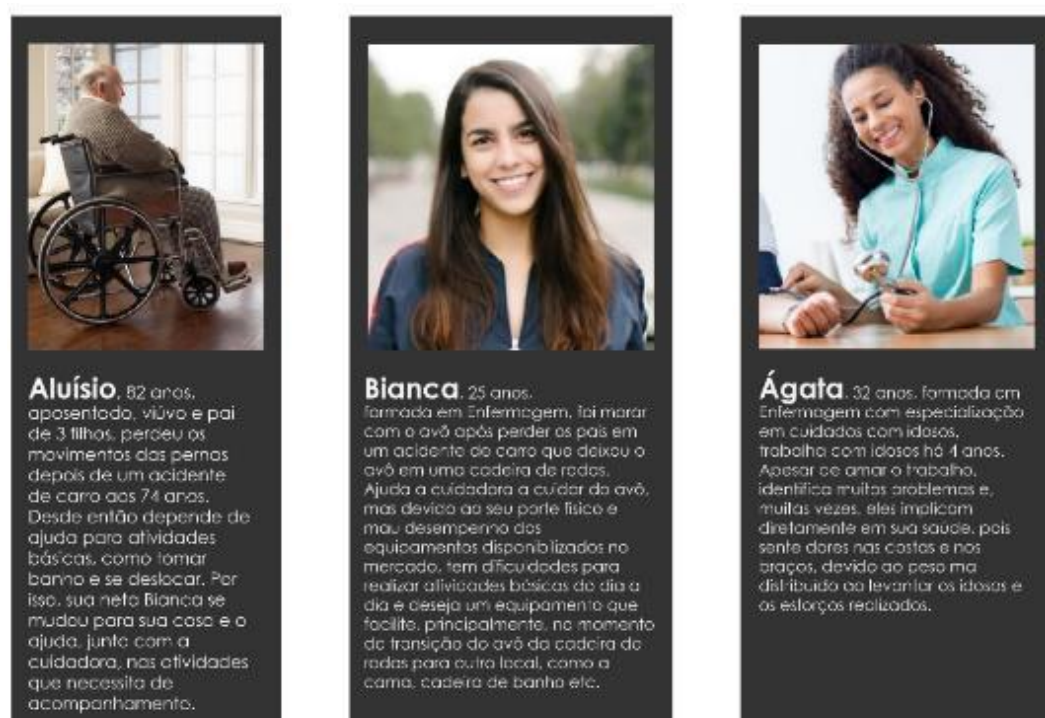 Aluísio, 82 anos,
aposentado, viúvo e pai
de 3 filhos, perdeu os
movimentos das pernas
depois de um acidente
de carro aos 74 anos.
Desde então depende de
ajuda para atividades
básicas, como tomar
banho e se deslocar. Por
isso, sua neta Bianca se
mudou para sua casa e o
ajuda, junto com a
cuidadora, nas atividades
que necessita de
acompanhamento.
Bianca, 25 anos,
formada em Enfermagem, foi morar
com o avô após perder os pais em
um acidente de carro que deixou o
avô em uma cadeira de rodas.
Ajuda a cuidadora a cuidar do avô,
mas devido ao seu porte físico e
mau desempenho dos
equipamentos disponibilizados no
mercado, tem dificuldades para
realizar atividades básicas do dia a
dia e deseja um equipamento que
facilite, principalmente, no momento
de transição do avô da cadeira de
rodas para outro local, como a
cama, cadeira de banho etc.
Ágata, 32 anos, formada em
Enfermagem com especialização
em cuidados com idosos,
trabalha com idosos há 4 anos.
Apesar de amar o trabalho,
identifica muitos problemas e,
muitas vezes, eles implicam
diretamente em sua saúde, pois
sente dores nas costas e nos
braços, devido ao peso mal
distribuído ao levantar os idosos e
os esforços realizados.